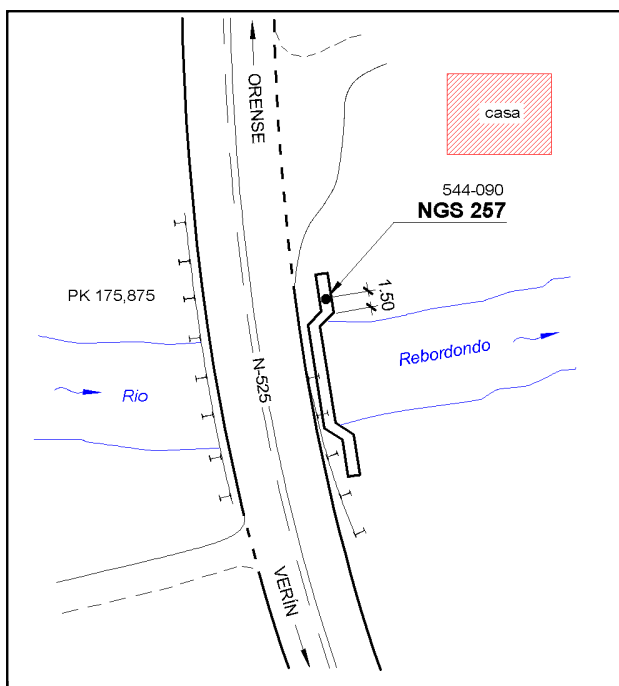 ORENSE
casa
544-090
NGS 257
1.50
PK 175,875
N-525
Rebordondo
Rio
VERÍN